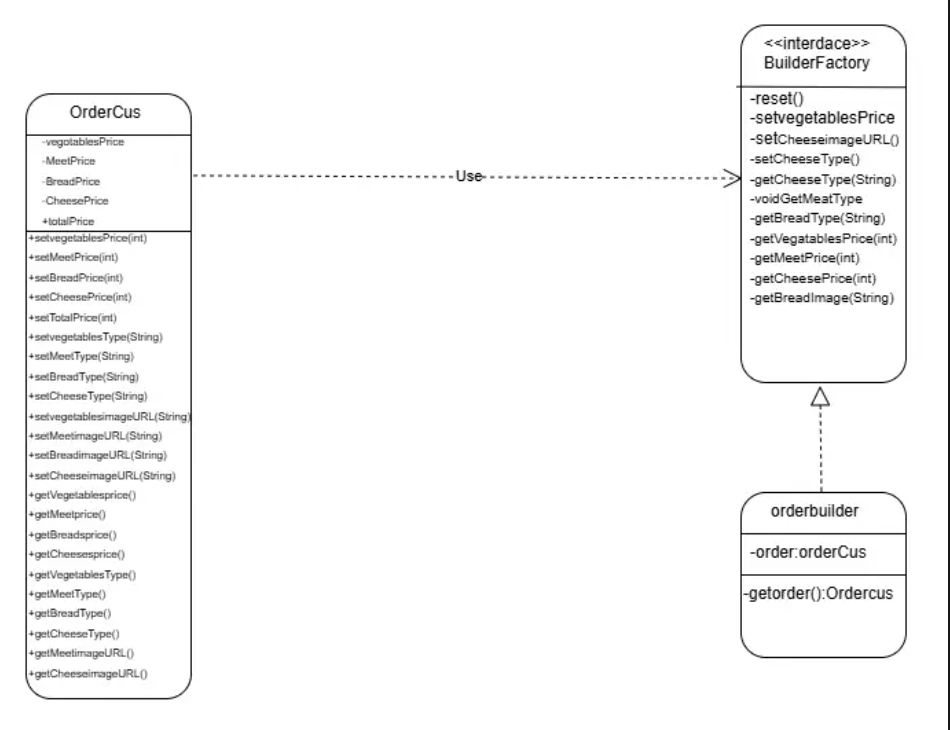 OrderCus
-vegotablesPrice
-MeetPrice
-BreadPrice
-CheesePrice
+totalPrice
+setvegetablesPrice(int)
+setMeetPrice(int)
+setBreadPrice(int)
+setCheesePrice(int)
+setTotalPrice(int)
+setvegetablesType(String)
+setMeetType(String)
+setBreadType(String)
+setCheeseType(String)
+setvegetablesimageURL(String)
+setMeetimageURL(String)
+setBreadimageURL(String)
+setCheeseimageURL(String)
+getVegetablesprice()
+getMeetprice()
+getBreadsprice()
+getCheesesprice()
+getVegetablesType()
+getMeetType()
+getBreadType()
+getCheeseType()
+getMeetimageURL()
+getCheeseimageURL()
Use
<<interdace>>
BuilderFactory
-reset()
-setvegetablesPrice
-setCheeseimageURL()
-setCheeseType()
-getCheeseType(String)
-voidGetMeatType
-getBreadType(String)
-getVegatablesPrice(int)
-getMeetPrice(int)
-getCheesePrice(int)
-getBreadImage(String)
orderbuilder
-order:orderCus
-getorder():Ordercus